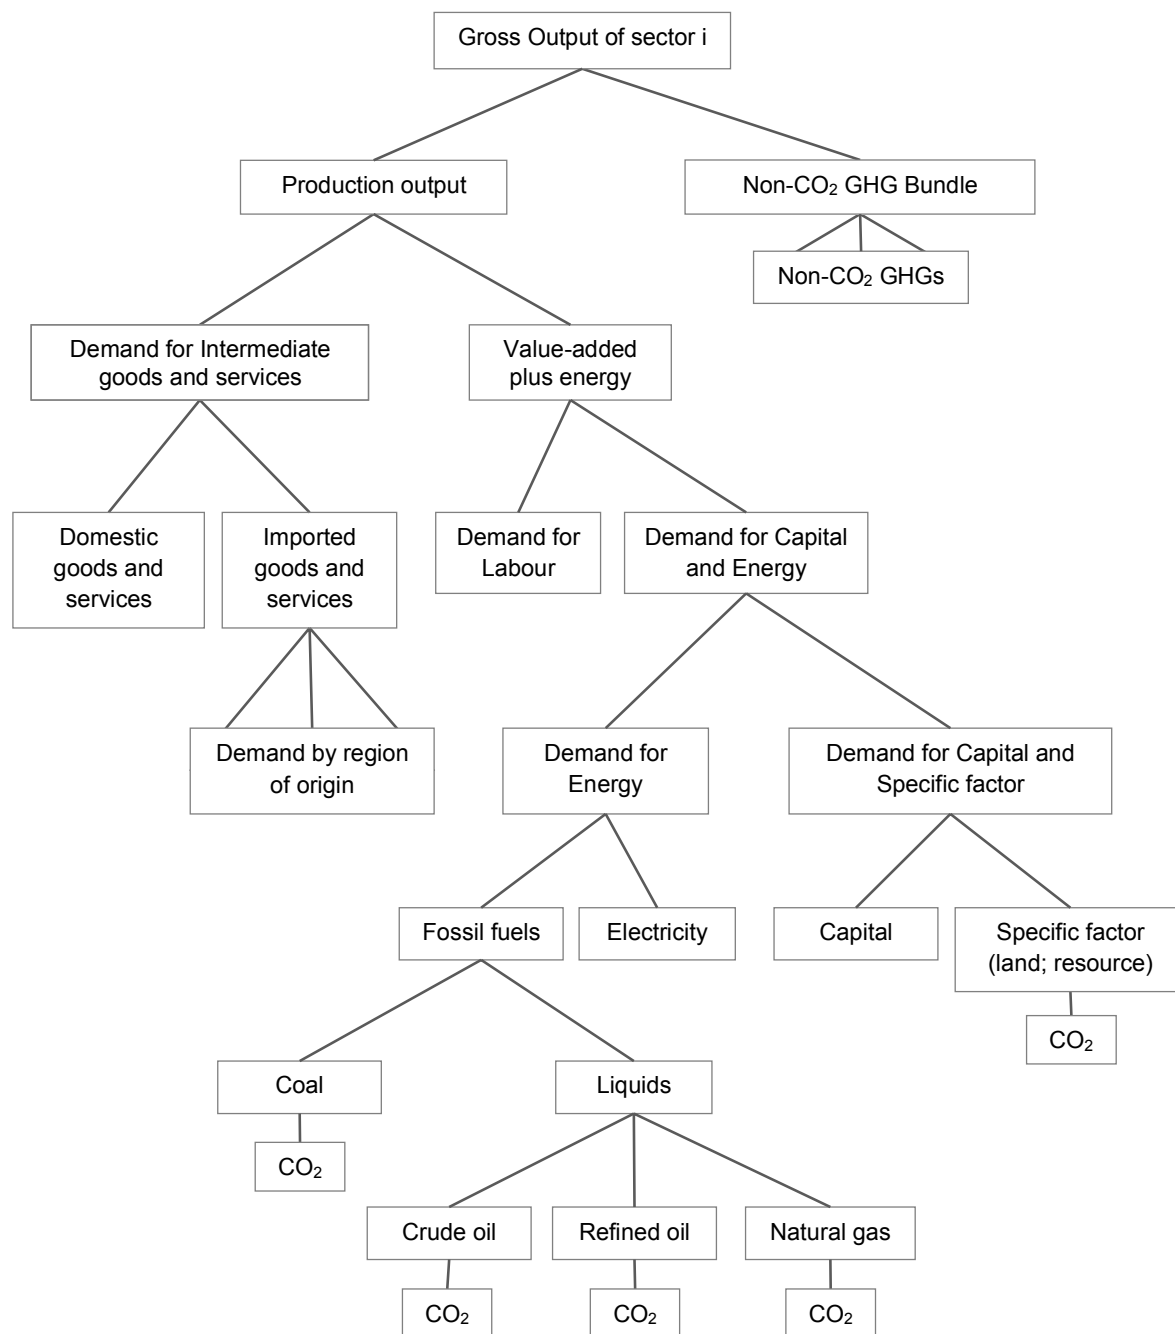 Gross Output of sector i
Production output
Non-CO₂ GHG Bundle
Non-CO₂ GHGs
Demand for Intermediate
goods and services
Value-added
plus energy
Domestic
goods and
services
Imported
goods and
services
Demand for
Labour
Demand for Capital
and Energy
Demand by region
of origin
Demand for
Energy
Demand for Capital and
Specific factor
Fossil fuels
Electricity
Capital
Specific factor
(land; resource)
CO₂
Coal
Liquids
CO₂
Crude oil
Refined oil
Natural gas
CO₂
CO₂
CO₂